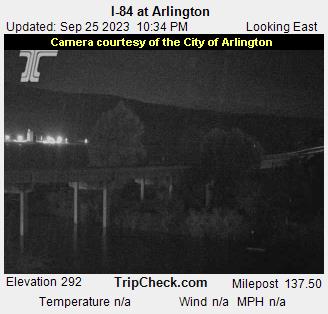 I-84 at Arlington
Updated: Sep 25 2023 10:34 PM Looking East
Camera courtesy of the City of Arlington
Elevation 292 TripCheck.com Milepost 137.50
Temperature n/a Wind n/a MPH n/a